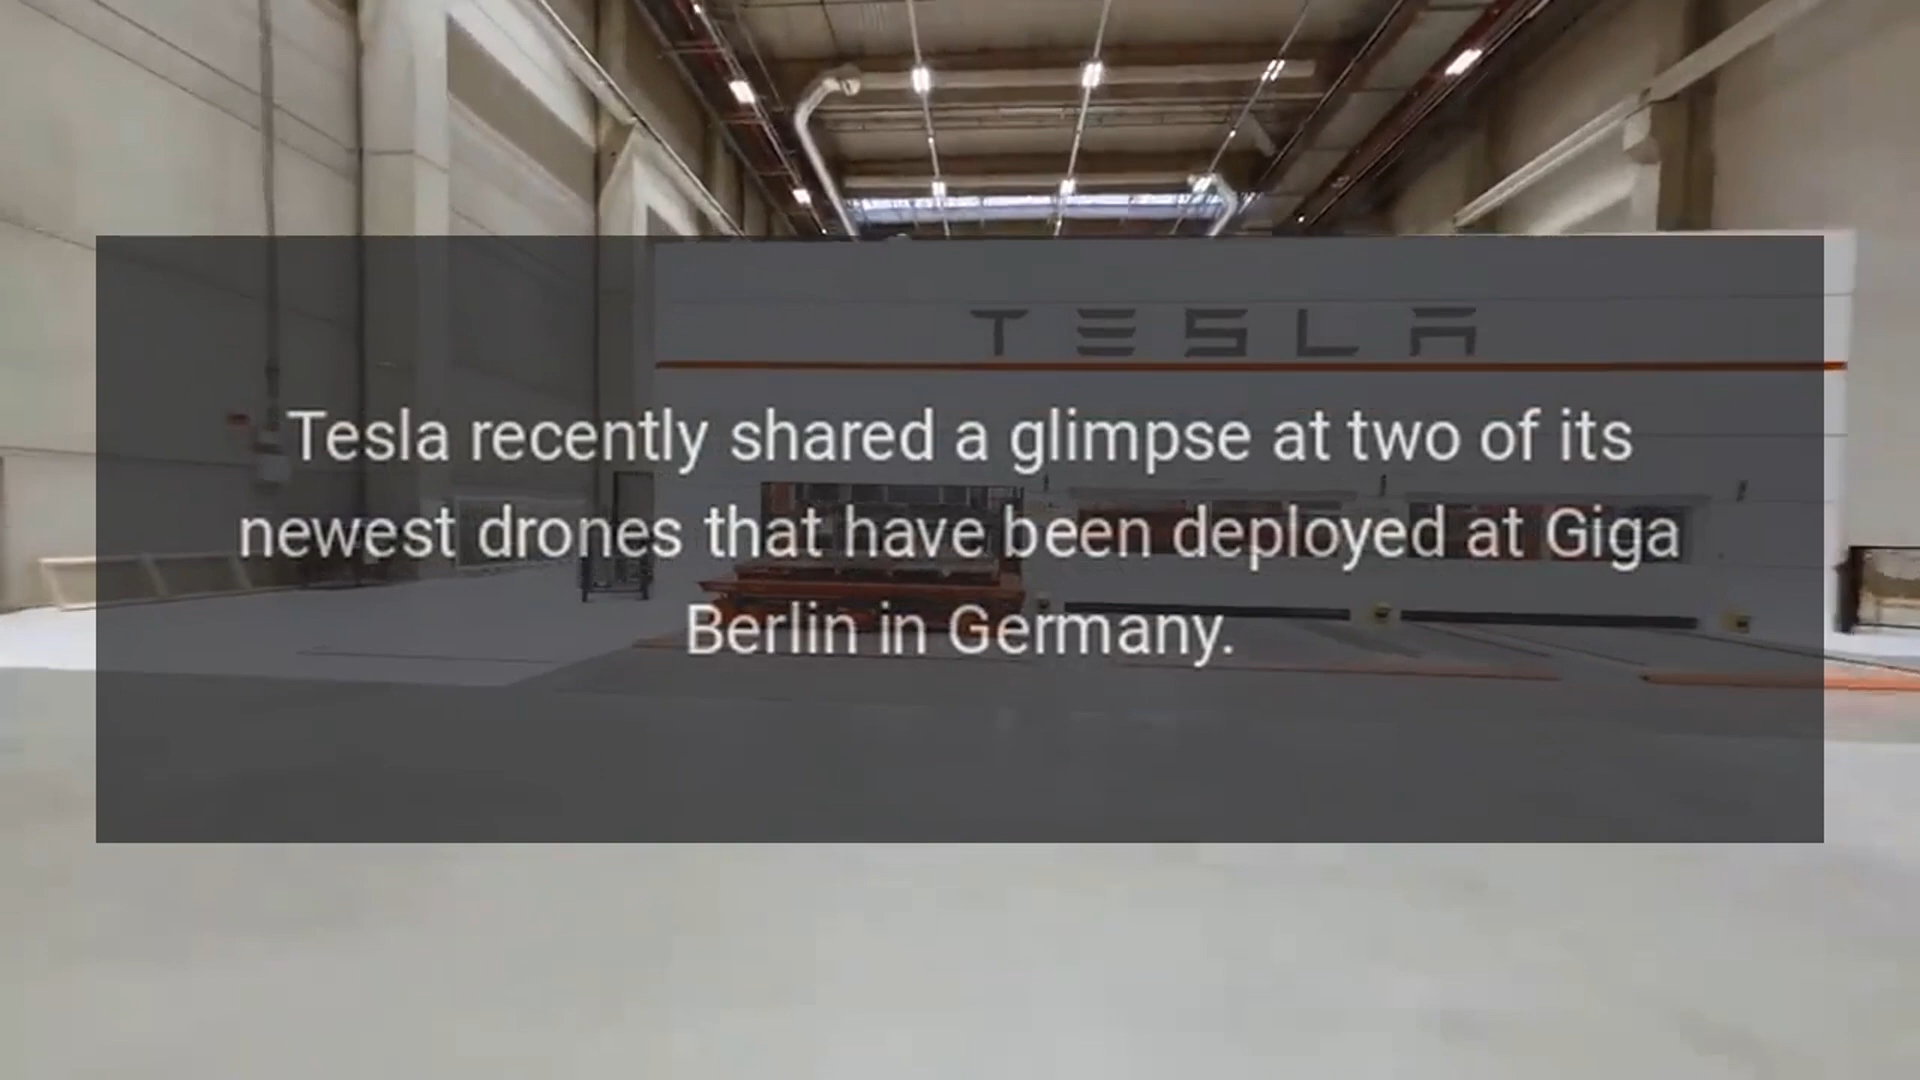 TESLA
Tesla recently shared a glimpse at two of its
newest drones that have been deployed at Giga
Berlin in Germany.